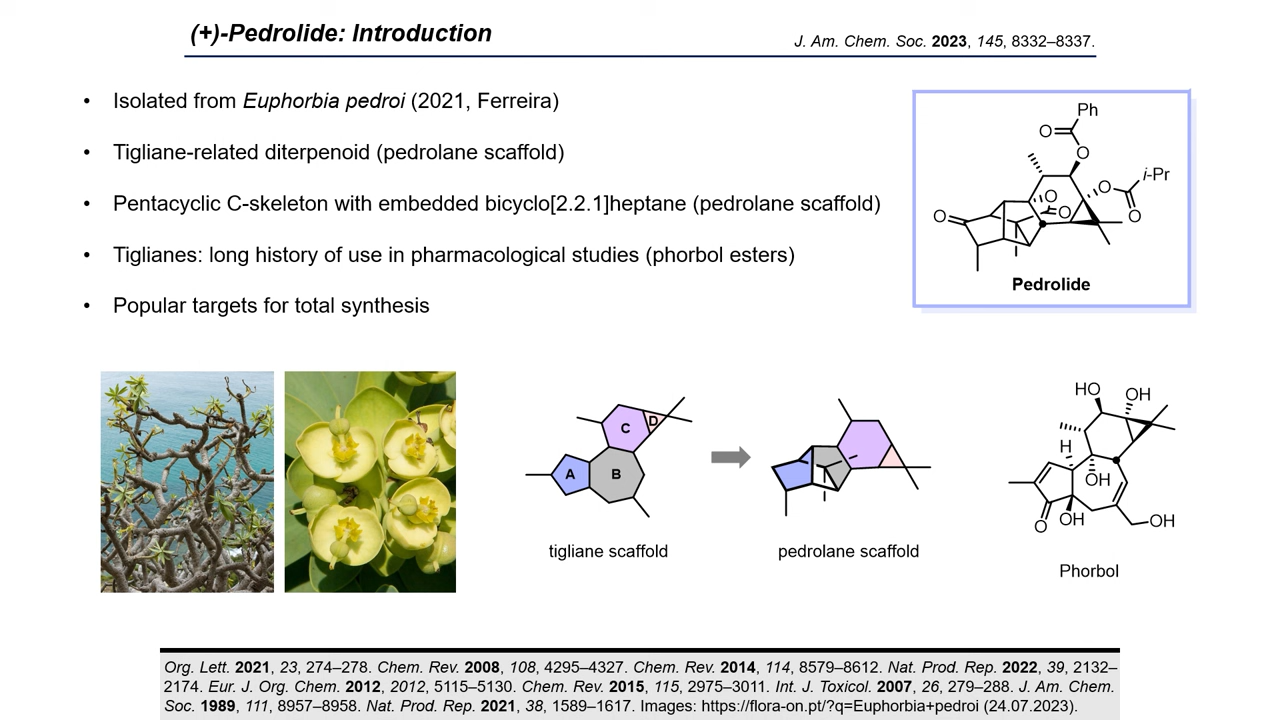 (+)-Pedrolide: Introduction
J. Am. Chem. Soc. 2023, 145, 8332–8337.
• Isolated from Euphorbia pedroi (2021, Ferreira)
• Tigliane-related diterpenoid (pedrolane scaffold)
• Pentacyclic C-skeleton with embedded bicyclo[2.2.1]heptane (pedrolane scaffold)
• Tiglianes: long history of use in pharmacological studies (phorbol esters)
• Popular targets for total synthesis
Ph
O
O
O
i-Pr
O
O
O
O
Pedrolide
C
D
A
B
tigliane scaffold
pedrolane scaffold
HO
OH
H
OH
OH
O
OH
Phorbol
Org. Lett. 2021, 23, 274–278. Chem. Rev. 2008, 108, 4295–4327. Chem. Rev. 2014, 114, 8579–8612. Nat. Prod. Rep. 2022, 39, 2132–
2174. Eur. J. Org. Chem. 2012, 2012, 5115–5130. Chem. Rev. 2015, 115, 2975–3011. Int. J. Toxicol. 2007, 26, 279–288. J. Am. Chem.
Soc. 1989, 111, 8957–8958. Nat. Prod. Rep. 2021, 38, 1589–1617. Images: https://flora-on.pt/?q=Euphorbia+pedroi (24.07.2023).